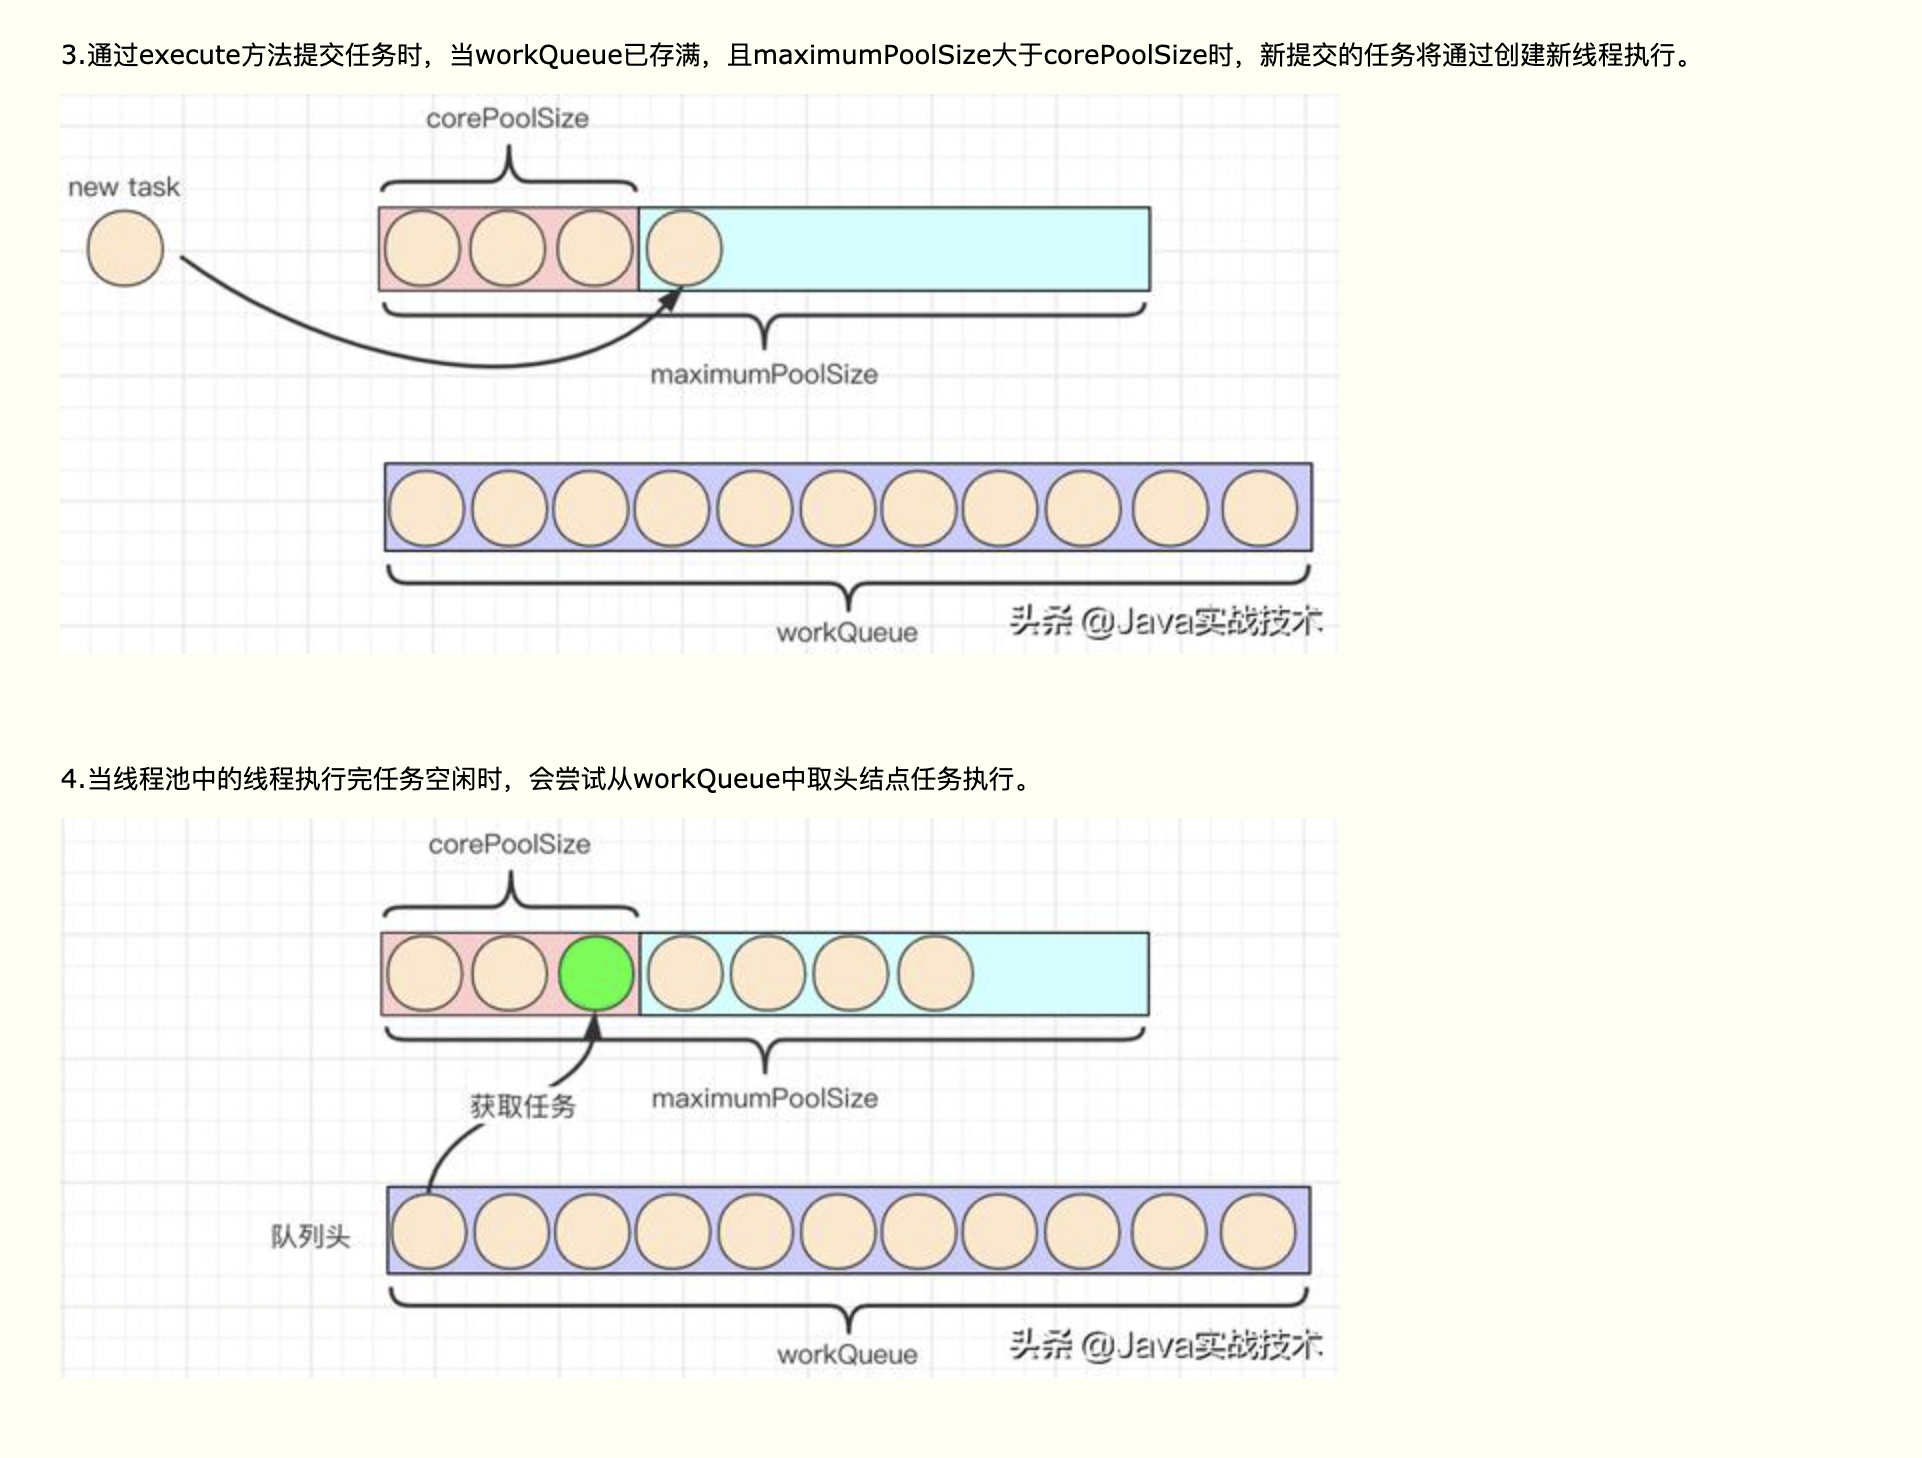 3.通过execute方法提交任务时，当workQueue已存满，且maximumPoolSize大于corePoolSize时，新提交的任务将通过创建新线程执行。
corePoolSize
new task
maximumPoolSize
workQueue
头条 @Java实战技术
4.当线程池中的线程执行完任务空闲时，会尝试从workQueue中取头结点任务执行。
corePoolSize
获取任务
maximumPoolSize
队列头
workQueue
头条 @Java实战技术